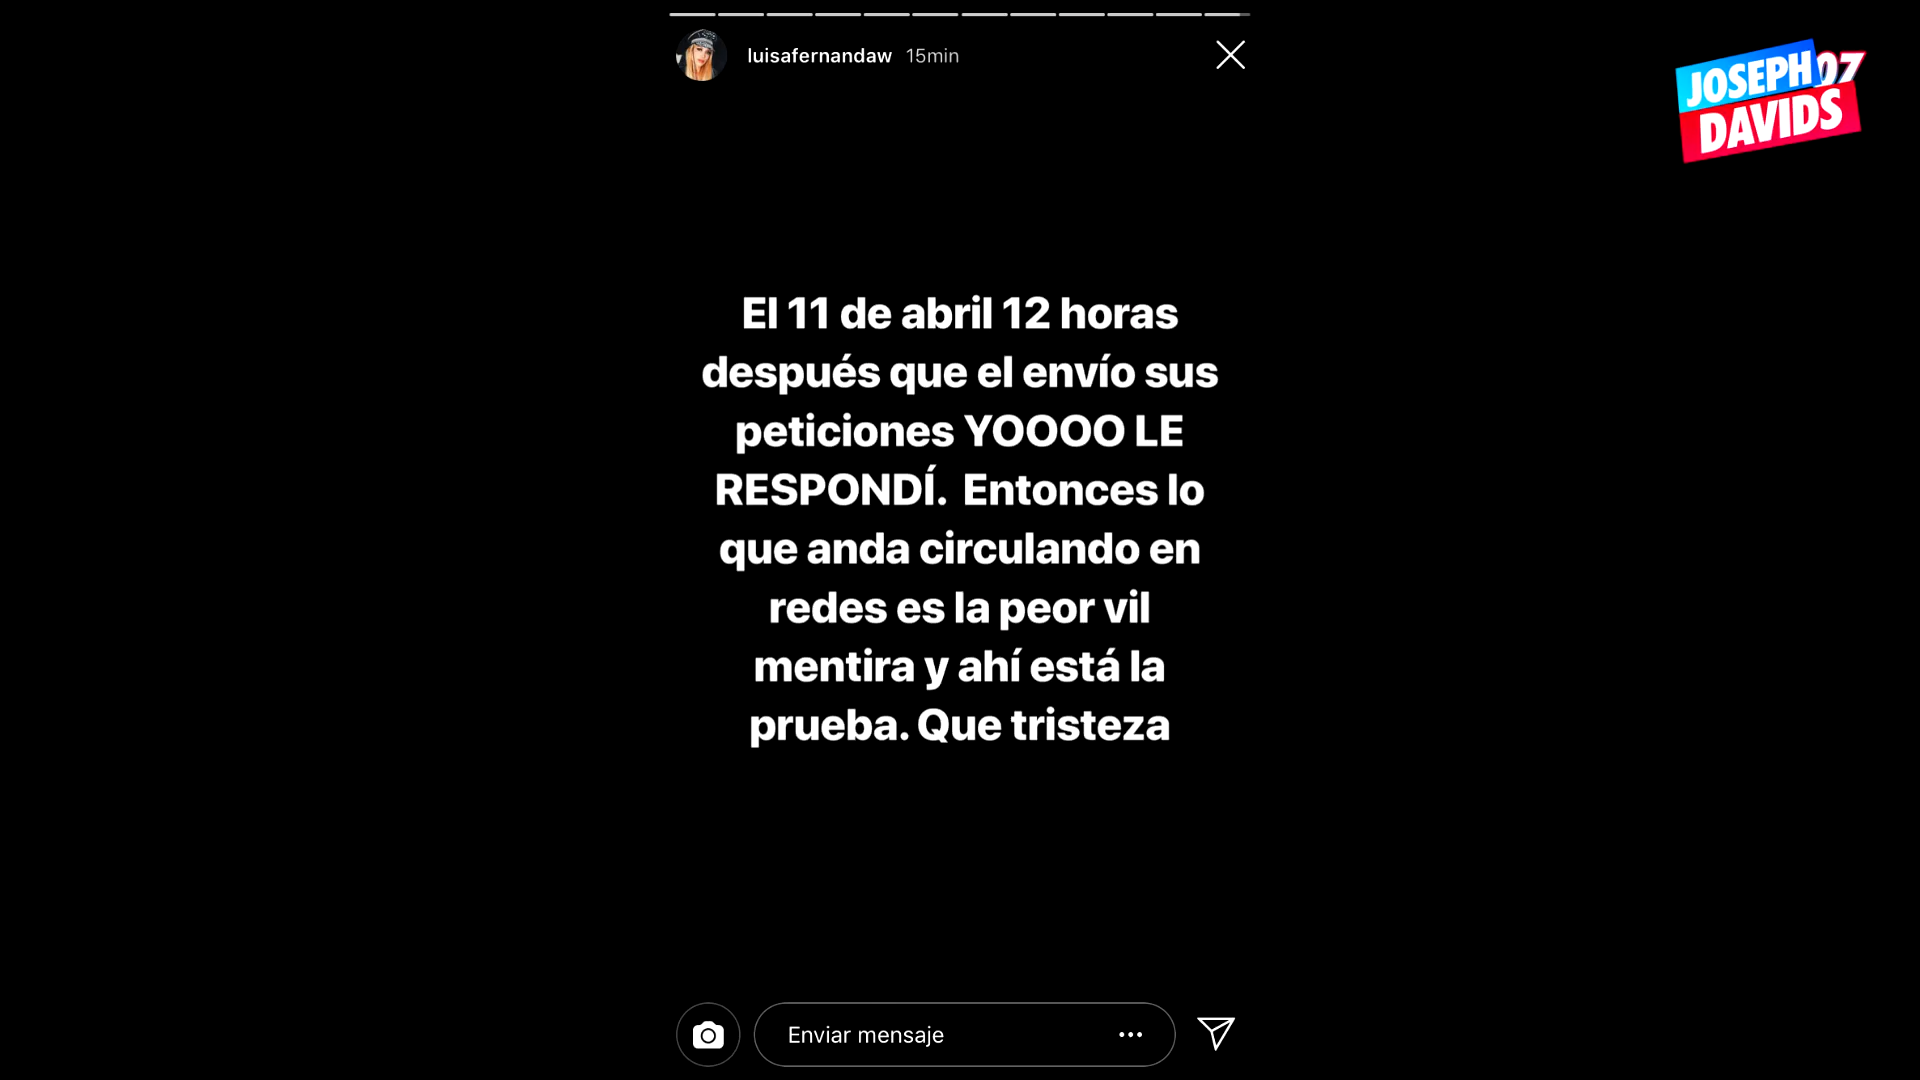 luisafernandaw 15min
JOSEPH 07
DAVIDS
El 11 de abril 12 horas
después que el envío sus
peticiones YOOOO LE
RESPONDÍ. Entonces lo
que anda circulando en
redes es la peor vil
mentira y ahí está la
prueba. Que tristeza
Enviar mensaje